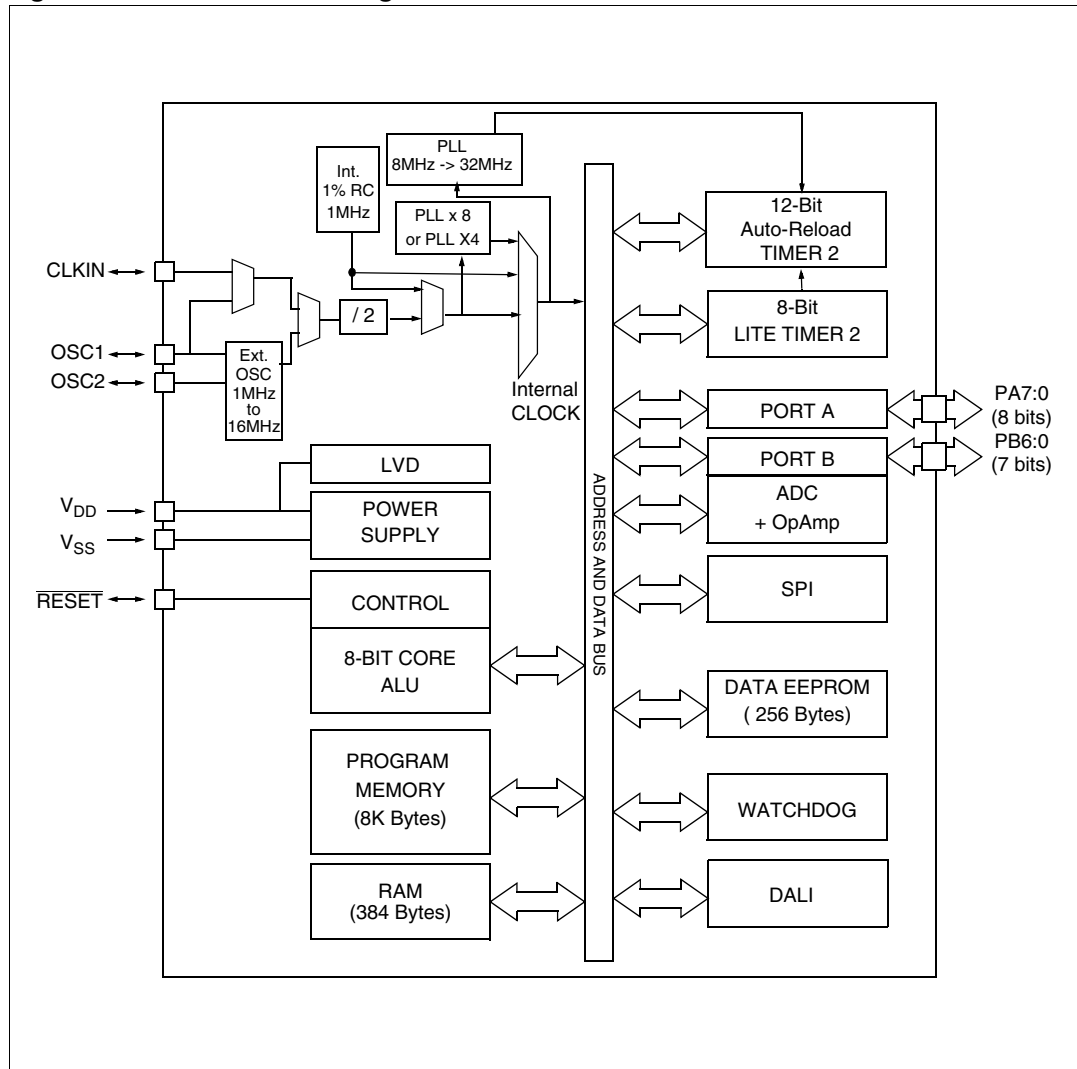 PLL
8MHz -> 32MHz
Int.
1% RC
1MHz
PLL x 8
or PLL X4
12-Bit
Auto-Reload
TIMER 2
CLKIN
/ 2
8-Bit
LITE TIMER 2
OSC1
OSC2
Ext.
OSC
1MHz
to
16MHz
Internal
CLOCK
PORT A
PA7:0
(8 bits)
PORT B
PB6:0
(7 bits)
LVD
ADC
+ OpAmp
VDD
VSS
POWER
SUPPLY
ADDRESS AND DATA BUS
SPI
RESET
CONTROL
8-BIT CORE
ALU
DATA EEPROM
( 256 Bytes)
PROGRAM
MEMORY
(8K Bytes)
WATCHDOG
RAM
(384 Bytes)
DALI